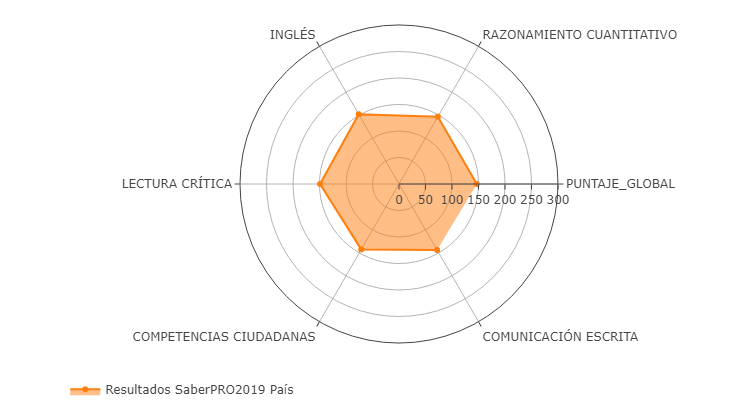 INGLÉS
RAZONAMIENTO CUANTITATIVO
LECTURA CRÍTICA
PUNTAJE_GLOBAL
0 50 100 150 200 250 300
COMPETENCIAS CIUDADANAS
COMUNICACIÓN ESCRITA
Resultados SaberPRO2019 País